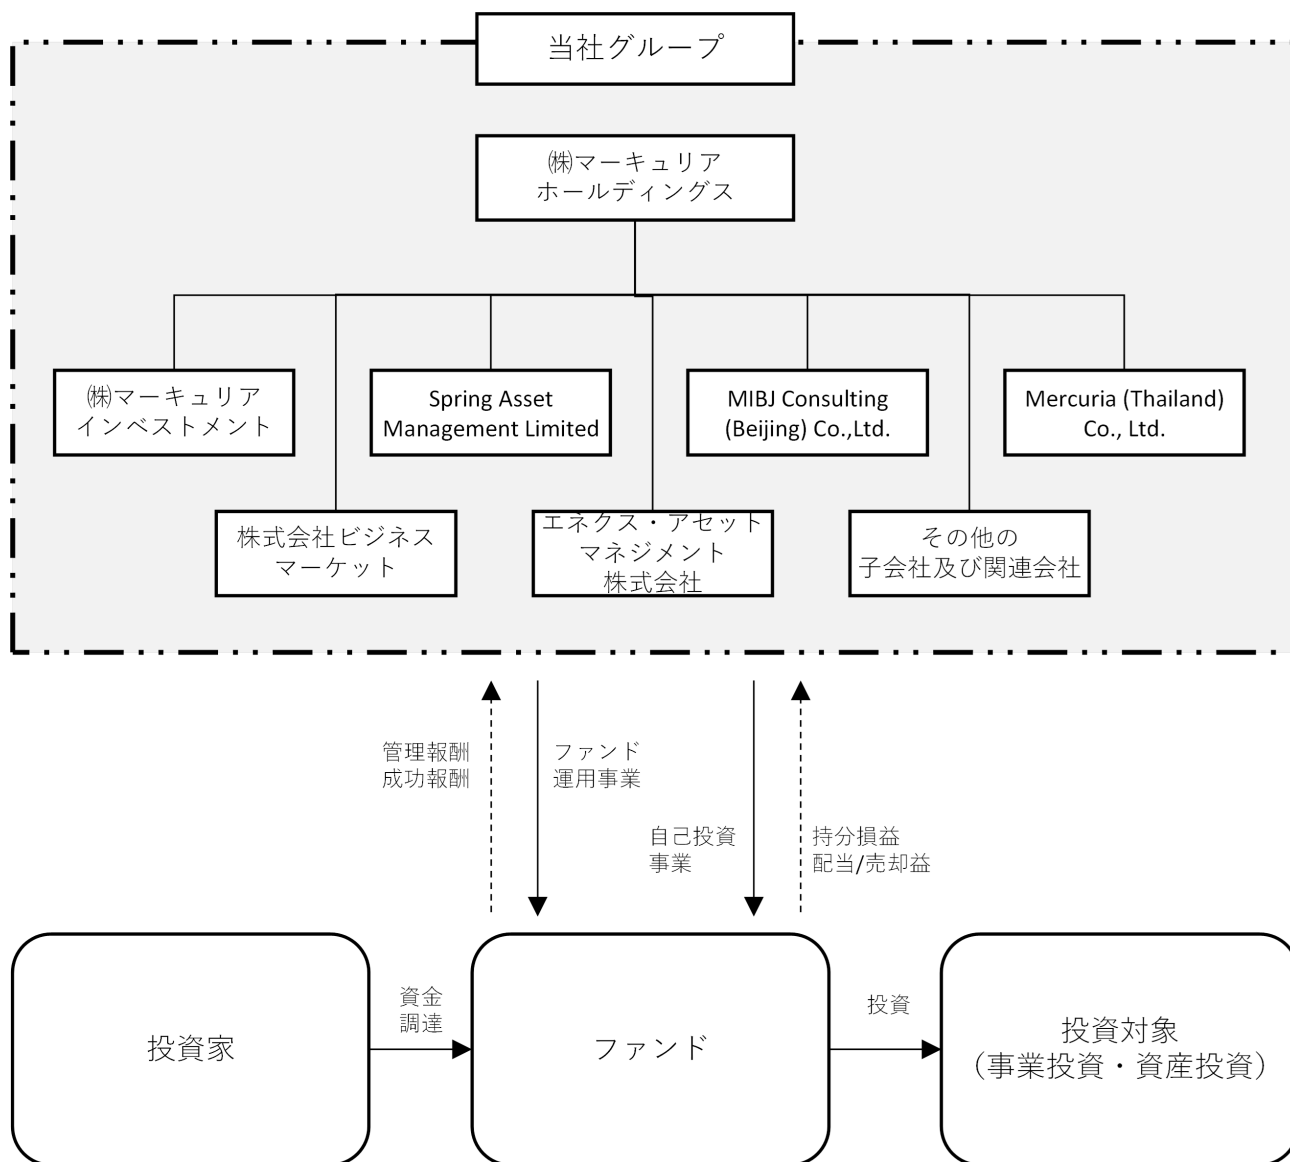 当社グループ
㈱マーキュリア
ホールディングス
㈱マーキュリア
インベストメント
Spring Asset
Management Limited
MIBJ Consulting
(Beijing) Co.,Ltd.
Mercuria (Thailand)
Co., Ltd.
株式会社ビジネス
マーケット
エネクス・アセット
マネジメント
株式会社
その他の
子会社及び関連会社
管理報酬
成功報酬
ファンド
運用事業
自己投資
事業
持分損益
配当/売却益
投資家
資金
調達
ファンド
投資
投資対象
（事業投資・資産投資）